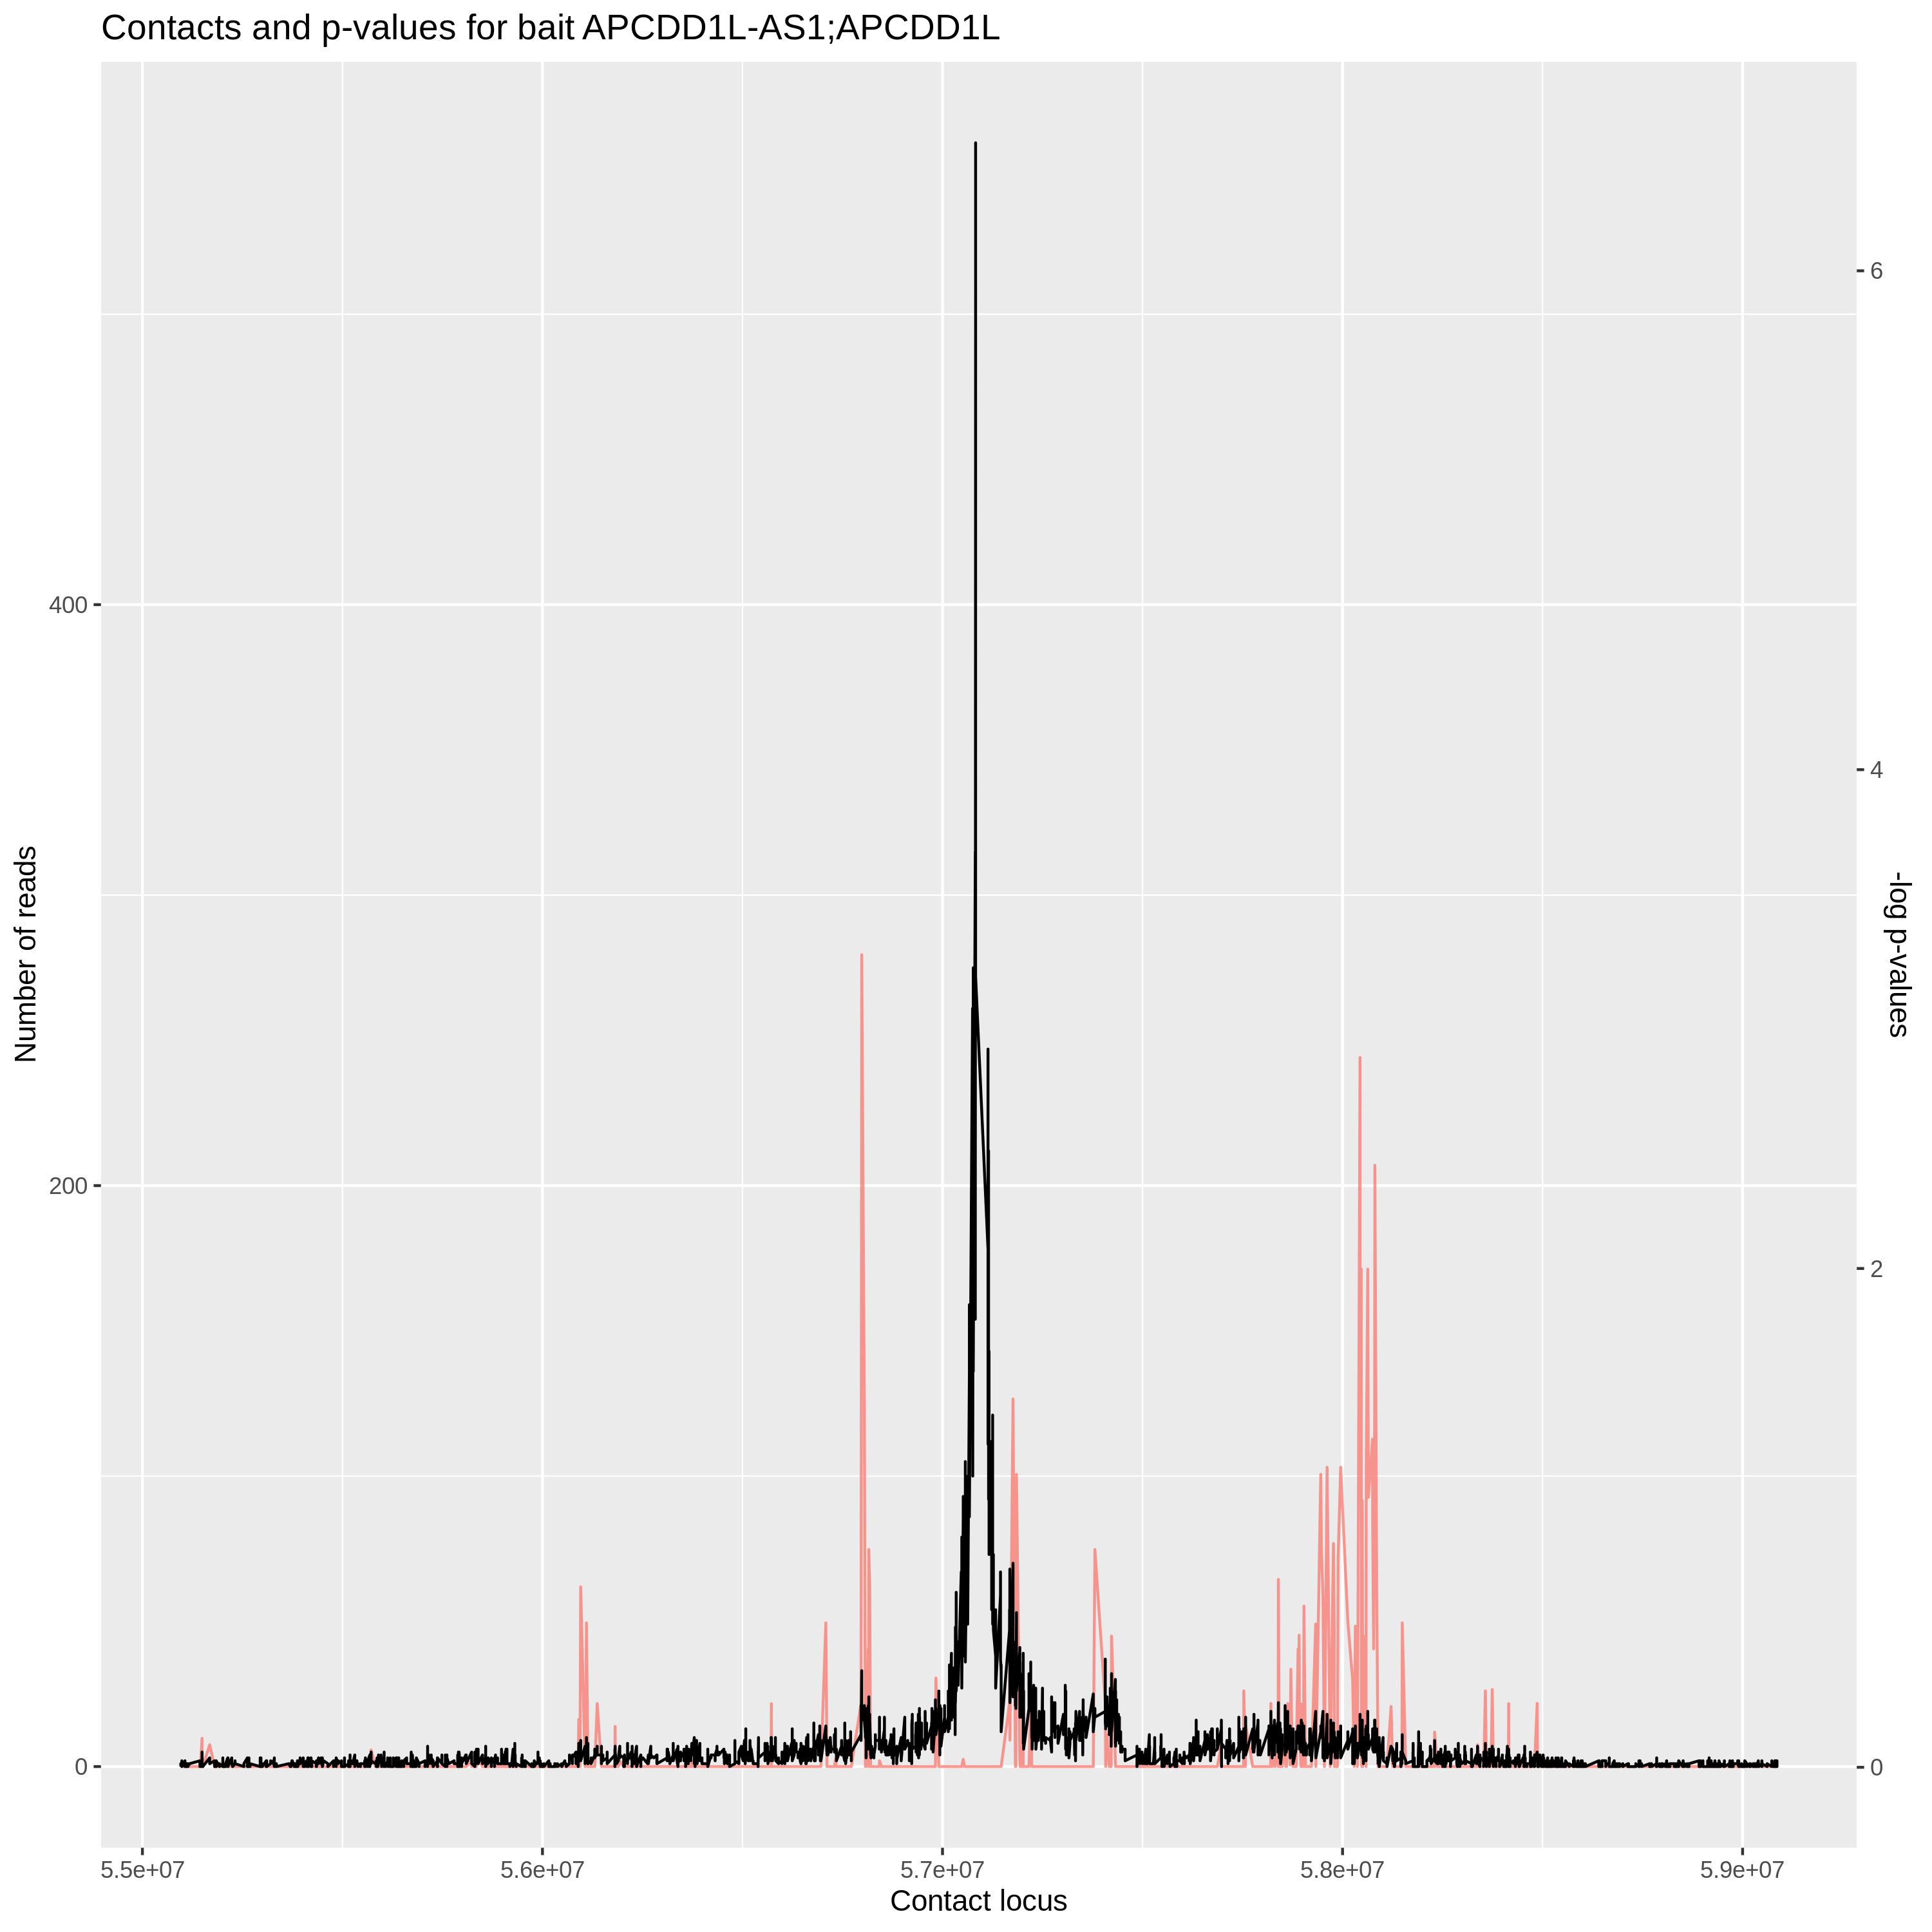 Contacts and p-values for bait APCDD1L-AS1;APCDD1L
Number of reads
400
200
0
6
4
2
0
-log p-values
5.5e+07
5.6e+07
5.7e+07
5.8e+07
5.9e+07
Contact locus